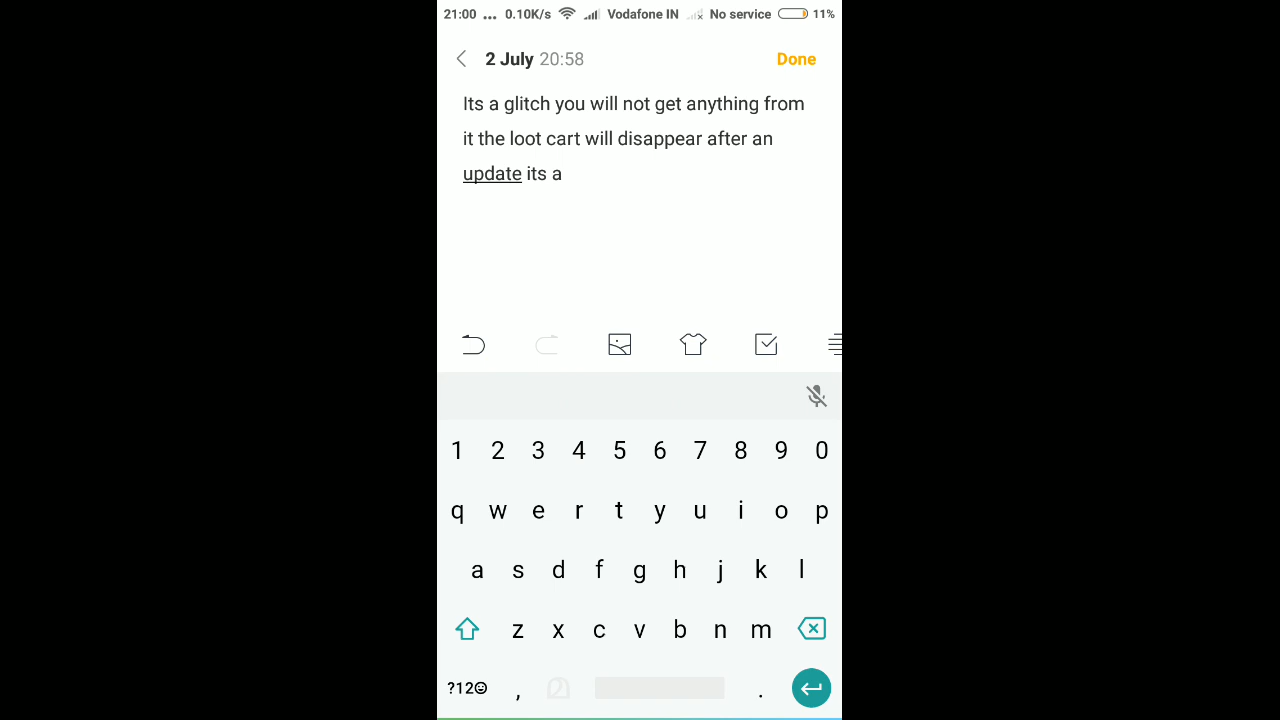 21:00 ... 0.10K/s Vodafone IN No service 11%
2 July 20:58 Done
Its a glitch you will not get anything from
it the loot cart will disappear after an
update its a
1 2 3 4 5 6 7 8 9 0
q w e r t y u i o p
a s d f g h j k l
z x c v b n m
?12☺ , .